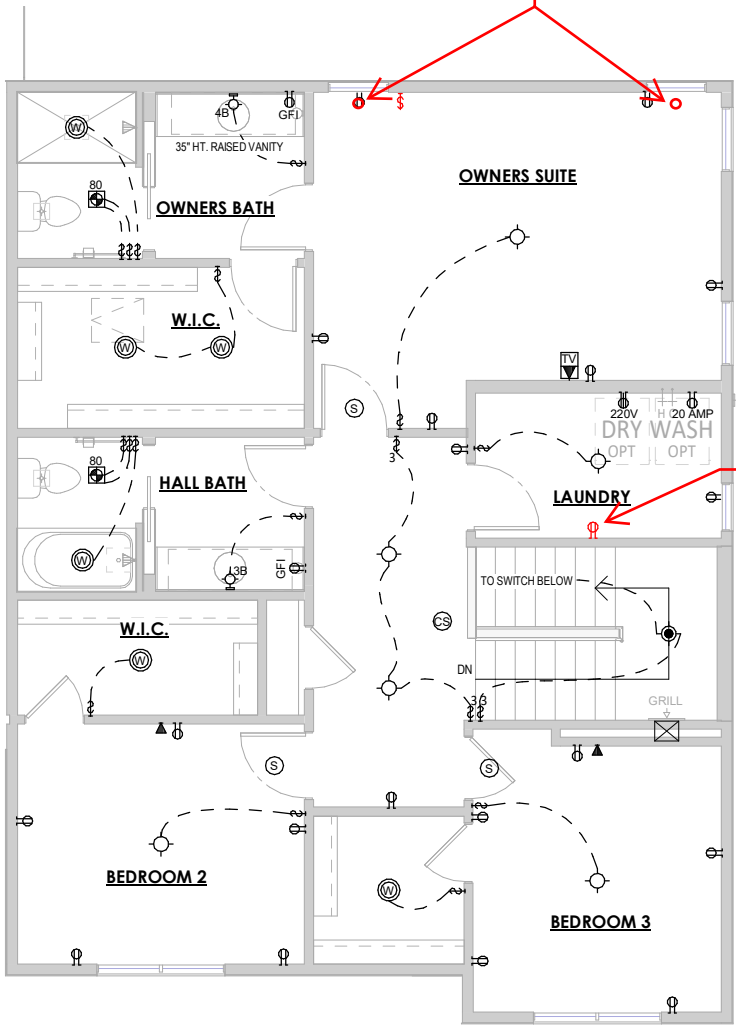 $
4B
GFI
35" HT. RAISED VANITY
OWNERS SUITE
W
80
OWNERS BATH
$ $ $
$
W.I.C.
W W
TV
S
220V
H C
20 AMP
DRY WASH
OPT OPT
3
80
HALL BATH
LAUNDRY
W
3B
GFI
TO SWITCH BELOW
CS
W.I.C.
W
DN
3 3
GRILL
S
S
BEDROOM 2
W
BEDROOM 3